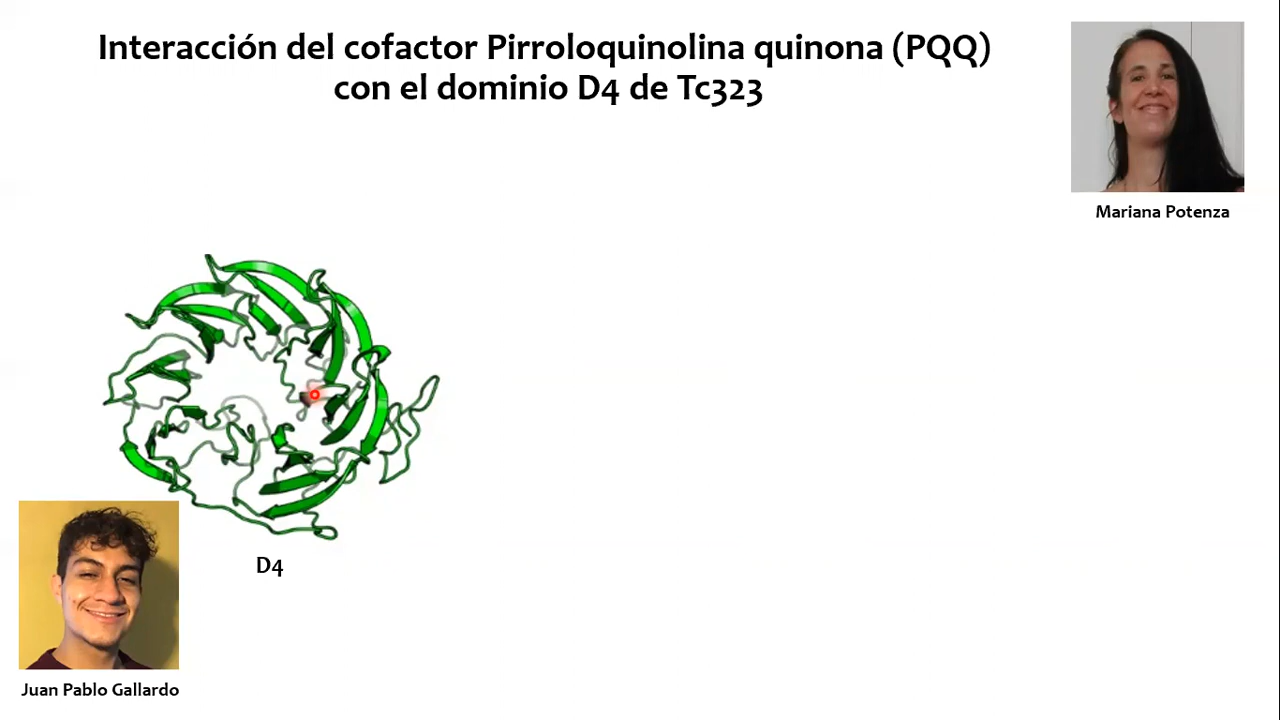 Interacción del cofactor Pirroloquinolina quinona (PQQ)
con el dominio D4 de Tc323
Mariana Potenza
D4
Juan Pablo Gallardo